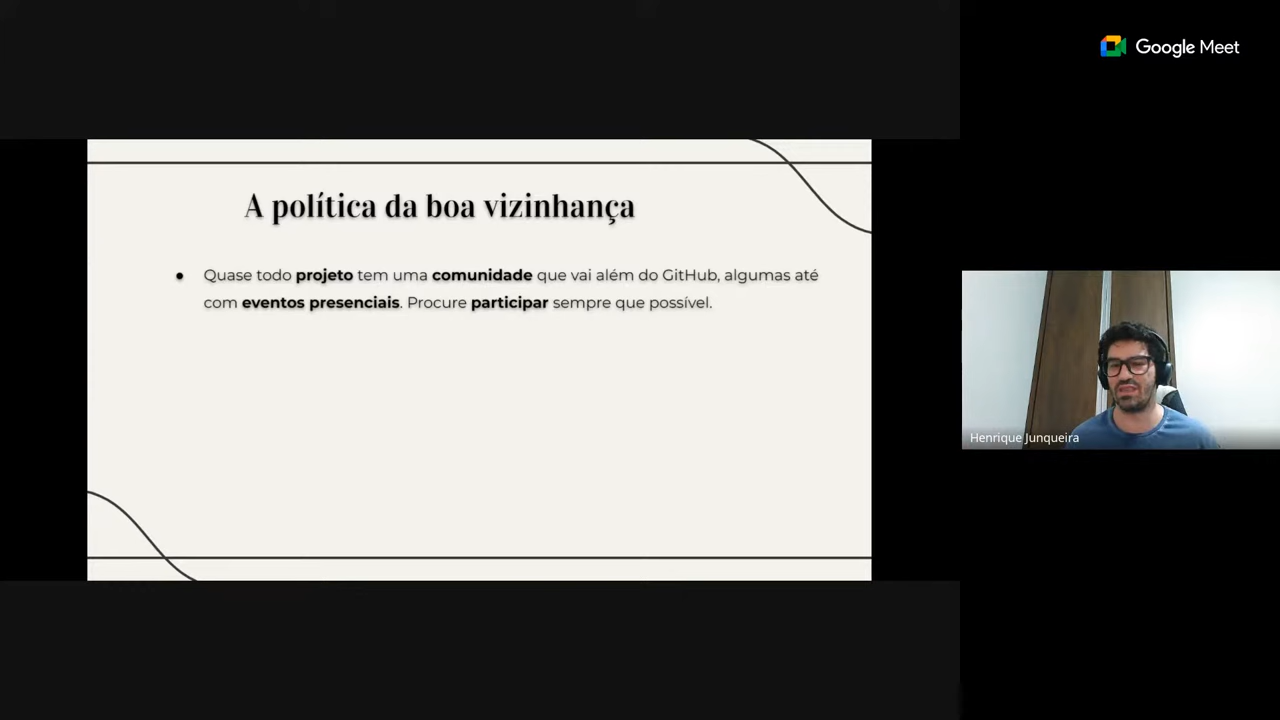 Google Meet
A política da boa vizinhança
Quase todo projeto tem uma comunidade que vai além do GitHub, algumas até
com eventos presenciais. Procure participar sempre que possível.
Henrique Junqueira